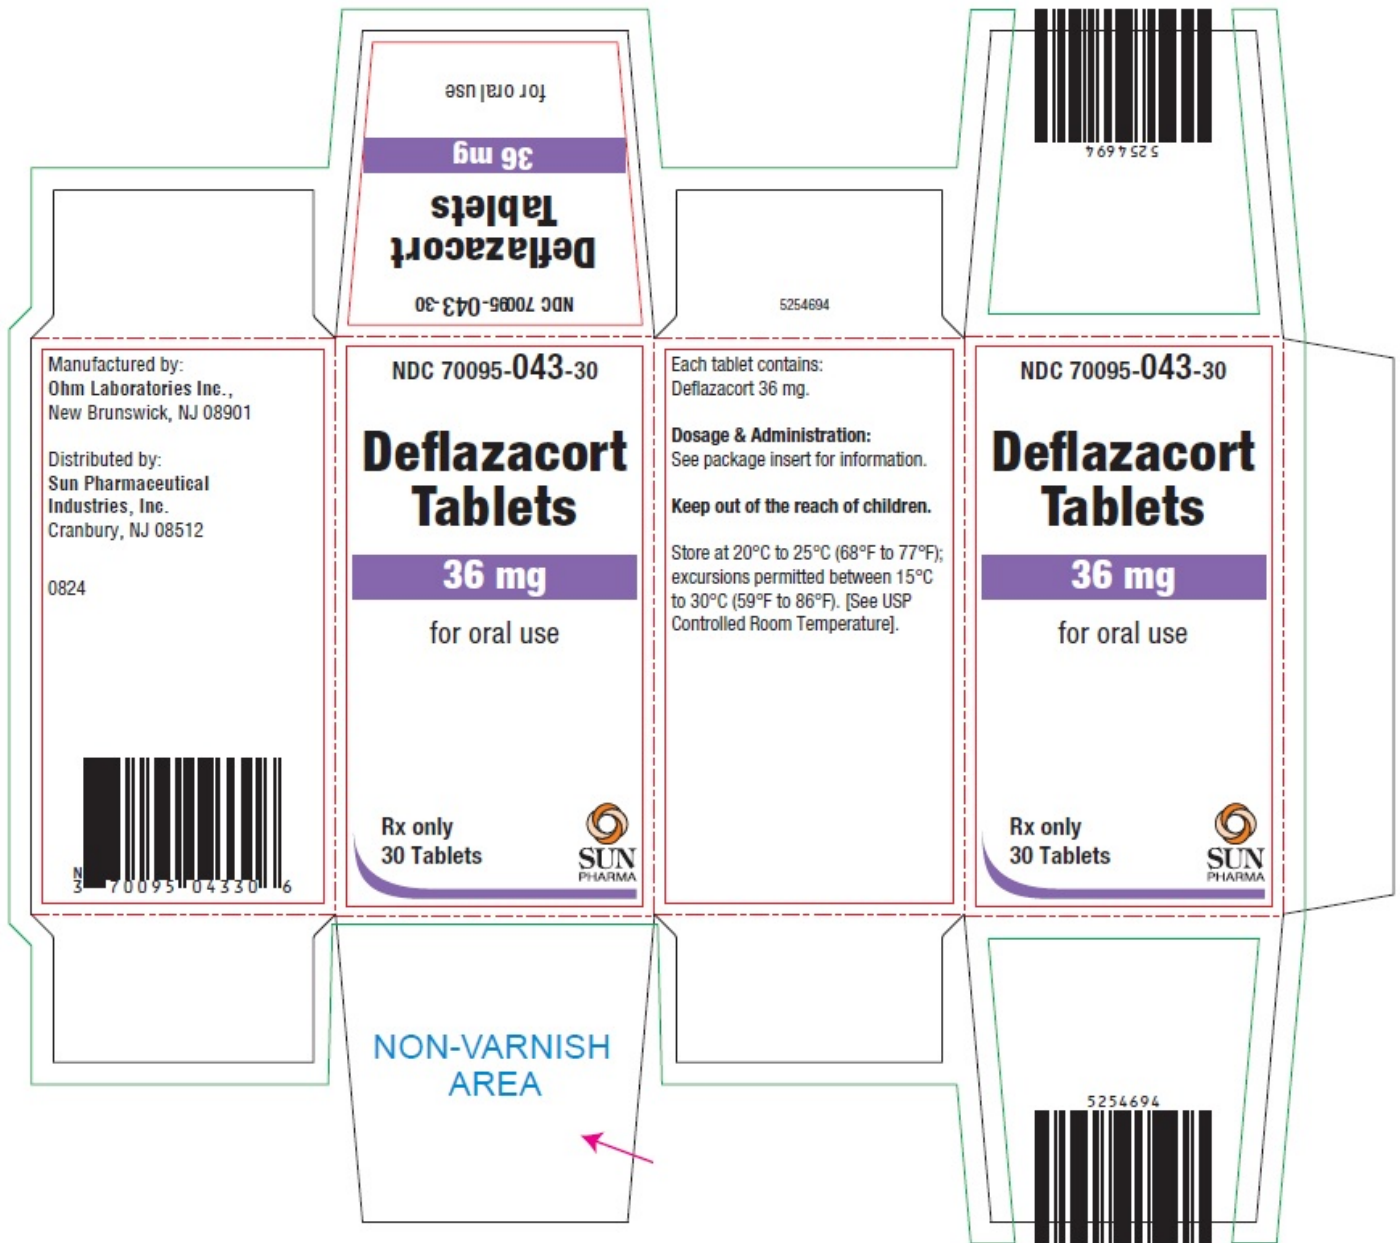 for oral use
36 mg
Deflazacort
Tablets
NDC 70095-043-30
5254694
5254694
Manufactured by:
Ohm Laboratories Inc.,
New Brunswick, NJ 08901
Distributed by:
Sun Pharmaceutical
Industries, Inc.
Cranbury, NJ 08512
0824
N
3 70095 04330 6
NDC 70095-043-30
Deflazacort
Tablets
36 mg
for oral use
Rx only
30 Tablets
SUN
PHARMA
Each tablet contains:
Deflazacort 36 mg.
Dosage & Administration:
See package insert for information.
Keep out of the reach of children.
Store at 20°C to 25°C (68°F to 77°F);
excursions permitted between 15°C
to 30°C (59°F to 86°F). [See USP
Controlled Room Temperature].
NDC 70095-043-30
Deflazacort
Tablets
36 mg
for oral use
Rx only
30 Tablets
SUN
PHARMA
NON-VARNISH
AREA
5254694